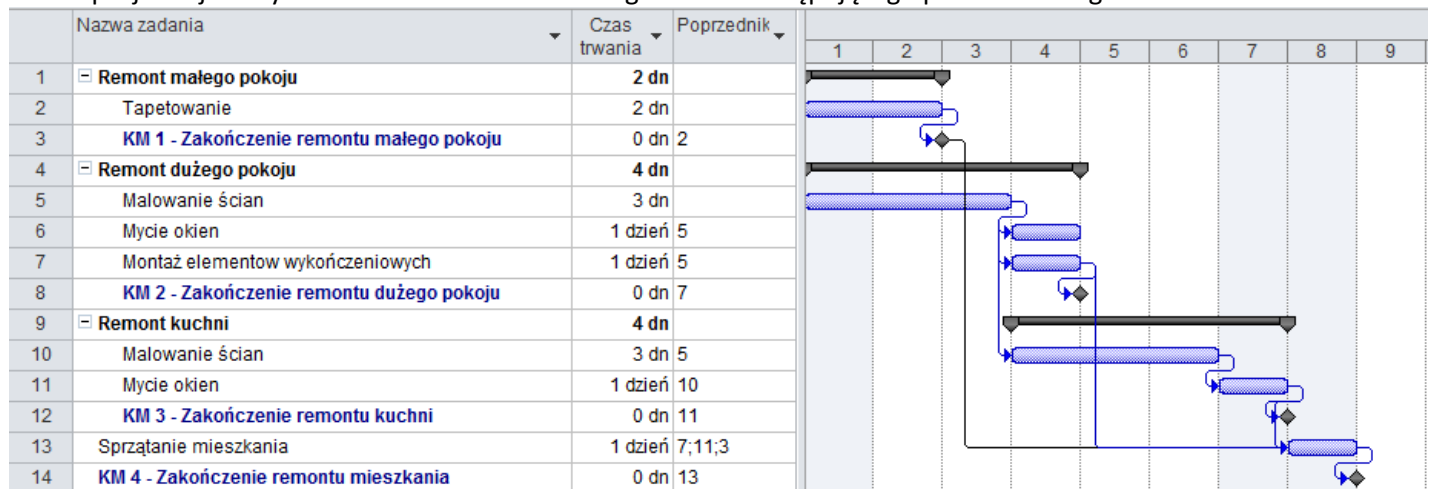 Nazwa zadania Czas trwania Poprzednik
1 2 3 4 5 6 7 8 9
1 Remont małego pokoju 2 dn
2 Tapetowanie 2 dn
3 KM 1 - Zakończenie remontu małego pokoju 0 dn 2
4 Remont dużego pokoju 4 dn
5 Malowanie ścian 3 dn
6 Mycie okien 1 dzień 5
7 Montaż elementow wykończeniowych 1 dzień 5
8 KM 2 - Zakończenie remontu dużego pokoju 0 dn 7
9 Remont kuchni 4 dn
10 Malowanie ścian 3 dn 5
11 Mycie okien 1 dzień 10
12 KM 3 - Zakończenie remontu kuchni 0 dn 11
13 Sprzątanie mieszkania 1 dzień 7;11;3
14 KM 4 - Zakończenie remontu mieszkania 0 dn 13